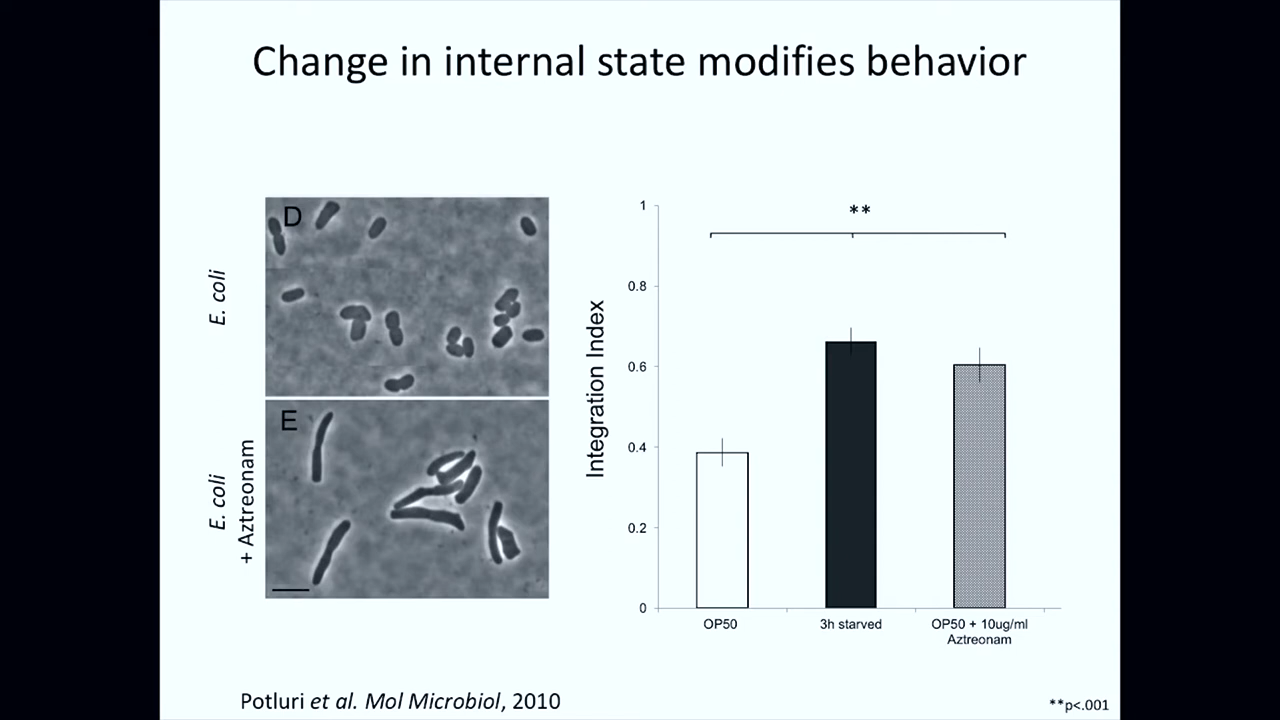 Change in internal state modifies behavior
D
E. coli
E
E. coli
+ Aztreonam
Integration Index
1
0.8
0.6
0.4
0.2
0
**
OP50
3h starved
OP50 + 10ug/ml
Aztreonam
Potluri et al. Mol Microbiol, 2010
**p<.001